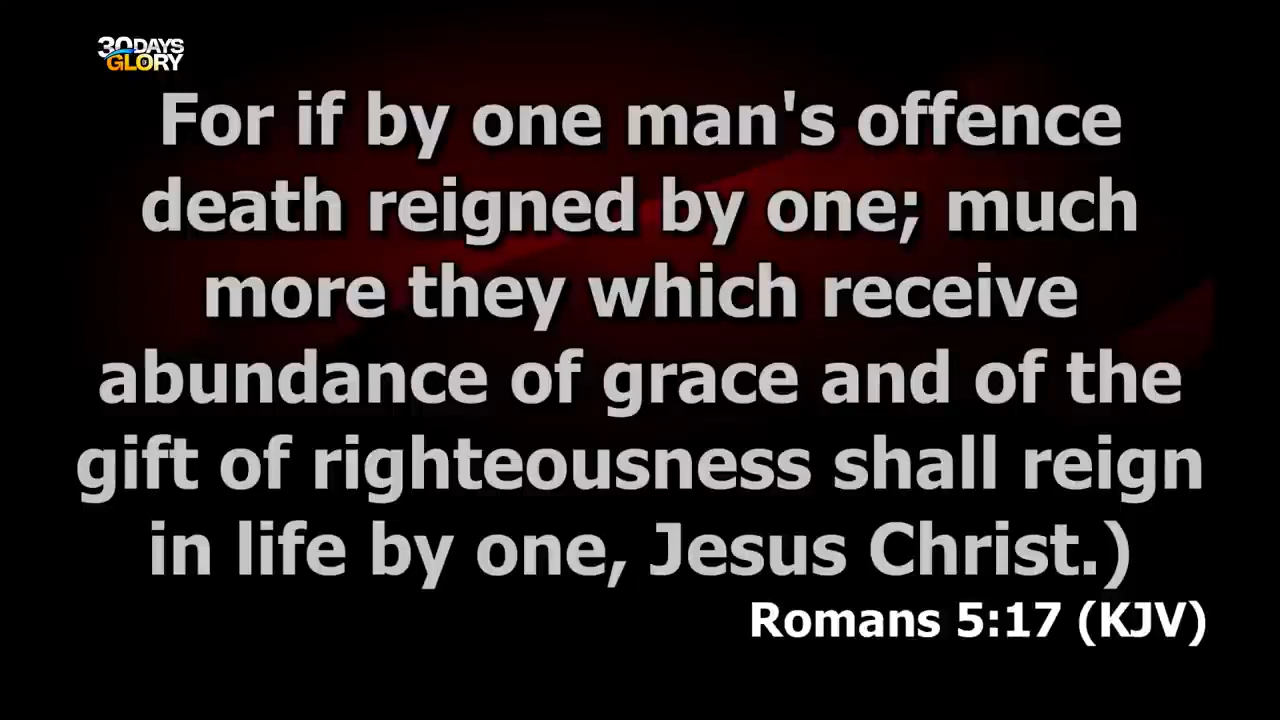 30DAYS
GLORY
For if by one man's offence
death reigned by one; much
more they which receive
abundance of grace and of the
gift of righteousness shall reign
in life by one, Jesus Christ.)
Romans 5:17 (KJV)